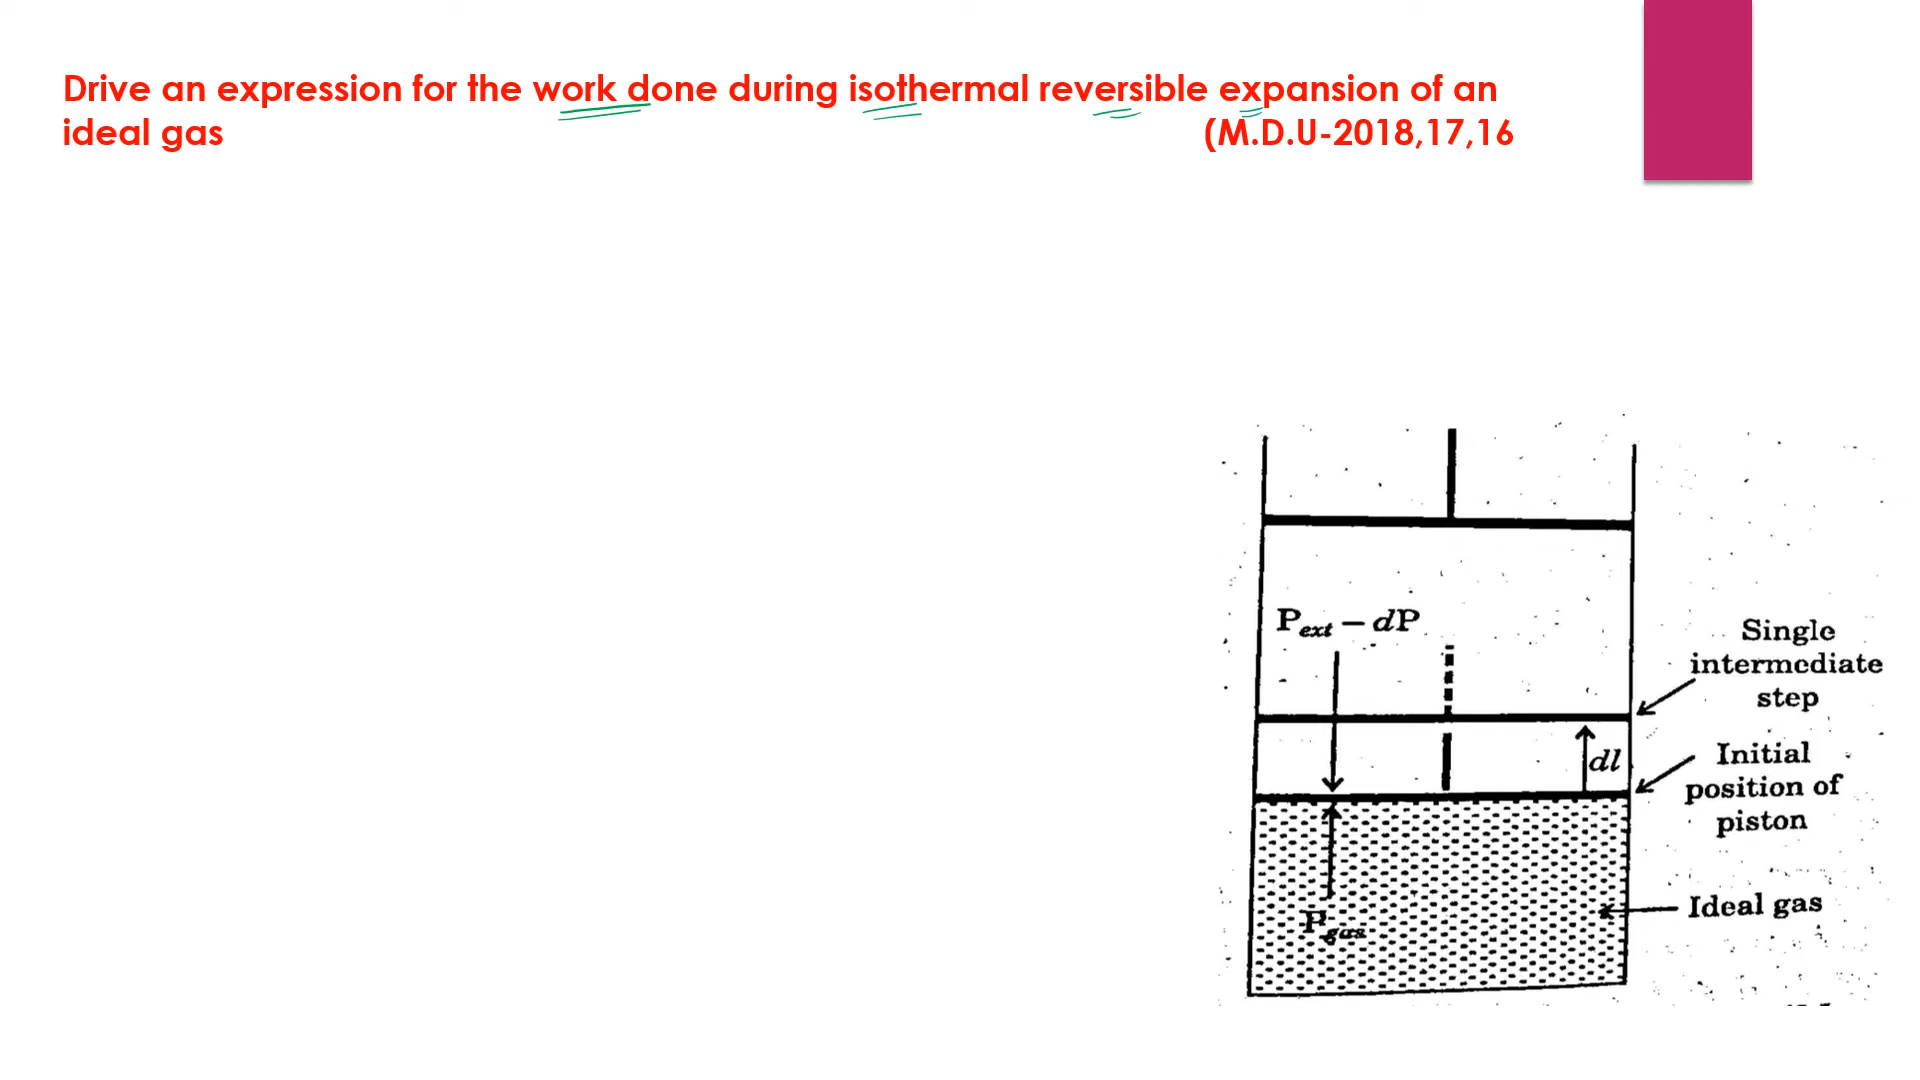 Drive an expression for the work done during isothermal reversible expansion of an
ideal gas (M.D.U-2018,17,16
Pext – dP
Single
intermediate
step
dl
Initial
position of
piston
Ideal gas
Pgas